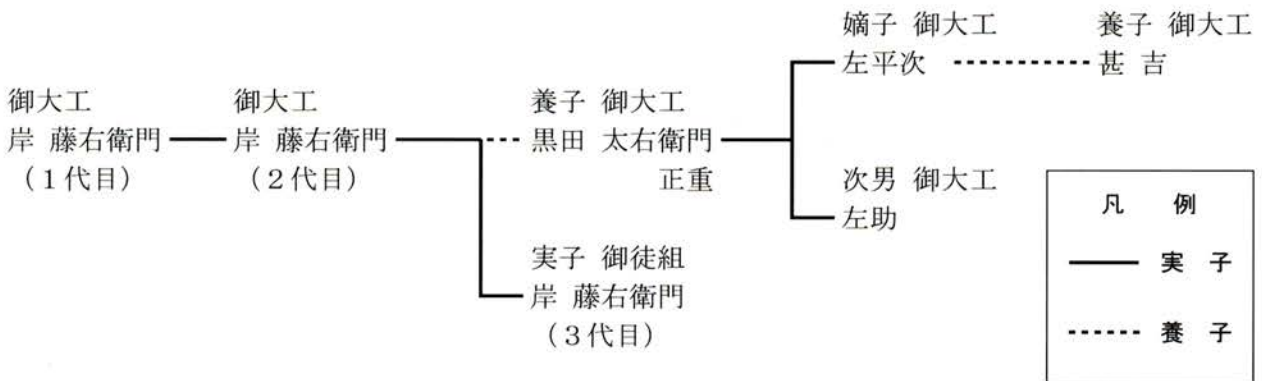 御大工
岸 藤右衛門
(1代目)
御大工
岸 藤右衛門
(2代目)
養子 御大工
黒田 太右衛門
正重
実子 御徒組
岸 藤右衛門
(3代目)
嫡子 御大工
左平次
養子 御大工
甚 吉
次男 御大工
左助
凡 例
実 子
養 子